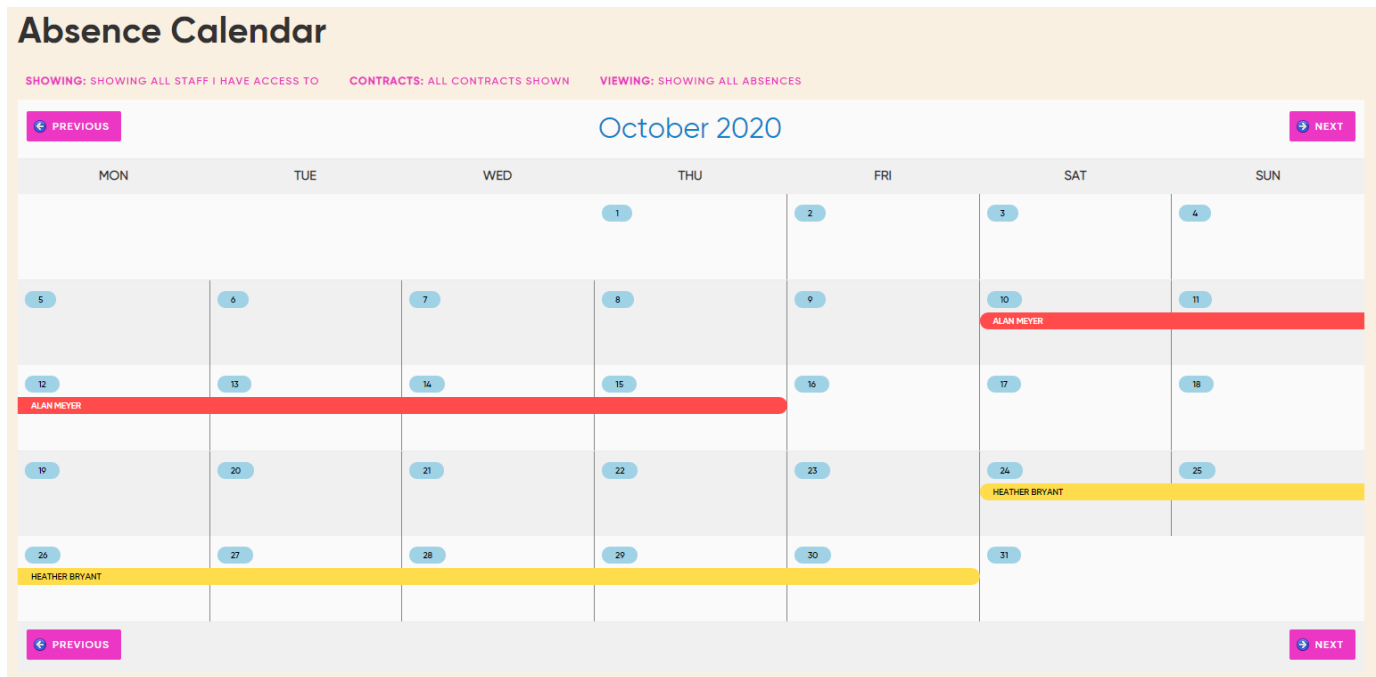 Absence Calendar
SHOWING: SHOWING ALL STAFF I HAVE ACCESS TO CONTRACTS: ALL CONTRACTS SHOWN VIEWING: SHOWING ALL ABSENCES
PREVIOUS October 2020 NEXT
MON TUE WED THU FRI SAT SUN
1 2 3 4
5 6 7 8 9 10 11
ALAN MEYER
12 13 14 15 16 17 18
ALAN MEYER
19 20 21 22 23 24 25
HEATHER BRYANT
26 27 28 29 30 31
HEATHER BRYANT
PREVIOUS NEXT